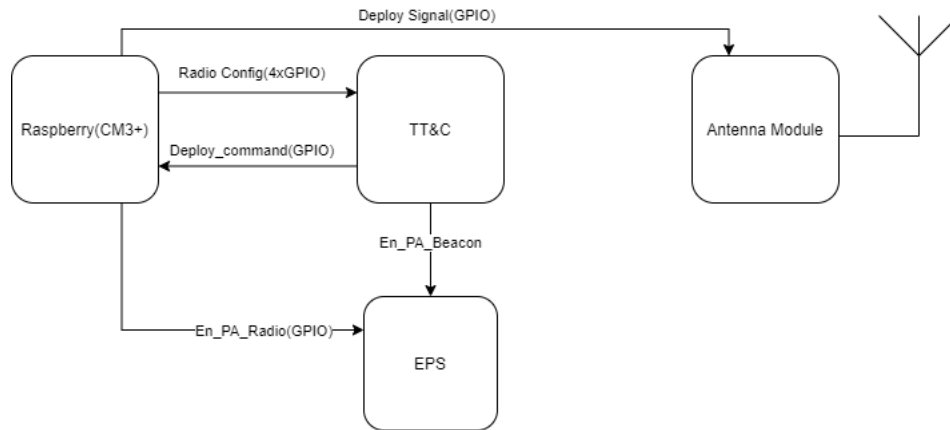 Deploy Signal(GPIO)
Radio Config(4xGPIO)
Raspberry(CM3+)
TT&C
Antenna Module
Deploy_command(GPIO)
En_PA_Beacon
En_PA_Radio(GPIO)
EPS